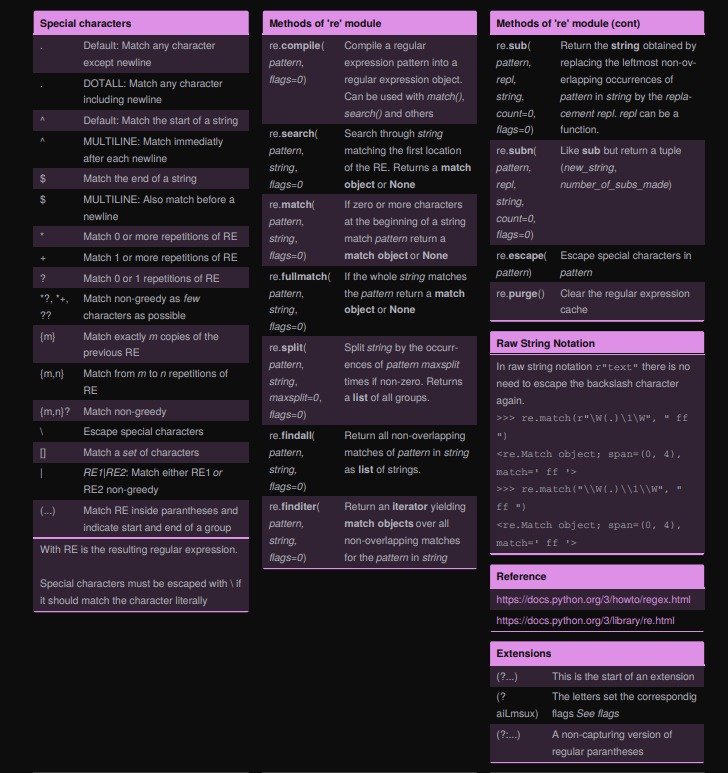 Special characters
. Default: Match any character
except newline
. DOTALL: Match any character
including newline
^ Default: Match the start of a string
^ MULTILINE: Match immediatly
after each newline
$ Match the end of a string
$ MULTILINE: Also match before a
newline
* Match 0 or more repetitions of RE
+ Match 1 or more repetitions of RE
? Match 0 or 1 repetitions of RE
*?, *+, Match non-greedy as few
?? characters as possible
{m} Match exactly m copies of the
previous RE
{m,n} Match from m to n repetitions of
RE
{m,n}? Match non-greedy
\ Escape special characters
[] Match a set of characters
| RE1|RE2: Match either RE1 or
RE2 non-greedy
(...) Match RE inside parantheses and
indicate start and end of a group
With RE is the resulting regular expression.
Special characters must be escaped with \ if
it should match the character literally
Methods of 're' module
re.compile( Compile a regular
pattern, expression pattern into a
flags=0) regular expression object.
Can be used with match(),
search() and others
re.search( Search through string
pattern, matching the first location
string, of the RE. Returns a match
flags=0 object or None
re.match( If zero or more characters
pattern, at the beginning of a string
string, match pattern return a
flags=0) match object or None
re.fullmatch( If the whole string matches
pattern, the pattern return a match
string, object or None
flags=0)
re.split( Split string by the occurr-
pattern, ences of pattern maxsplit
string, times if non-zero. Returns
maxsplit=0, a list of all groups.
flags=0)
re.findall( Return all non-overlapping
pattern, matches of pattern in string
string, as list of strings.
flags=0)
re.finditer( Return an iterator yielding
pattern, match objects over all
string, non-overlapping matches
flags=0) for the pattern in string
Methods of 're' module (cont)
re.sub( Return the string obtained by
pattern, replacing the leftmost non-ov-
repl, erlapping occurrences of
string, pattern in string by the repla-
count=0, cement repl. repl can be a
flags=0) function.
re.subn( Like sub but return a tuple
pattern, (new_string,
repl, number_of_subs_made)
string,
count=0,
flags=0)
re.escape( Escape special characters in
pattern) pattern
re.purge() Clear the regular expression
cache
Raw String Notation
In raw string notation r"text" there is no
need to escape the backslash character
again.
>>> re.match(r"\W(.)\1\W", " ff
")
<re.Match object; span=(0, 4),
match=' ff '>
>>> re.match("\\W(.)\\1\\W", "
ff ")
<re.Match object; span=(0, 4),
match=' ff '>
Reference
https://docs.python.org/3/howto/regex.html
https://docs.python.org/3/library/re.html
Extensions
(?...) This is the start of an extension
(? The letters set the correspondig
aiLmsux) flags See flags
(?:...) A non-capturing version of
regular parantheses